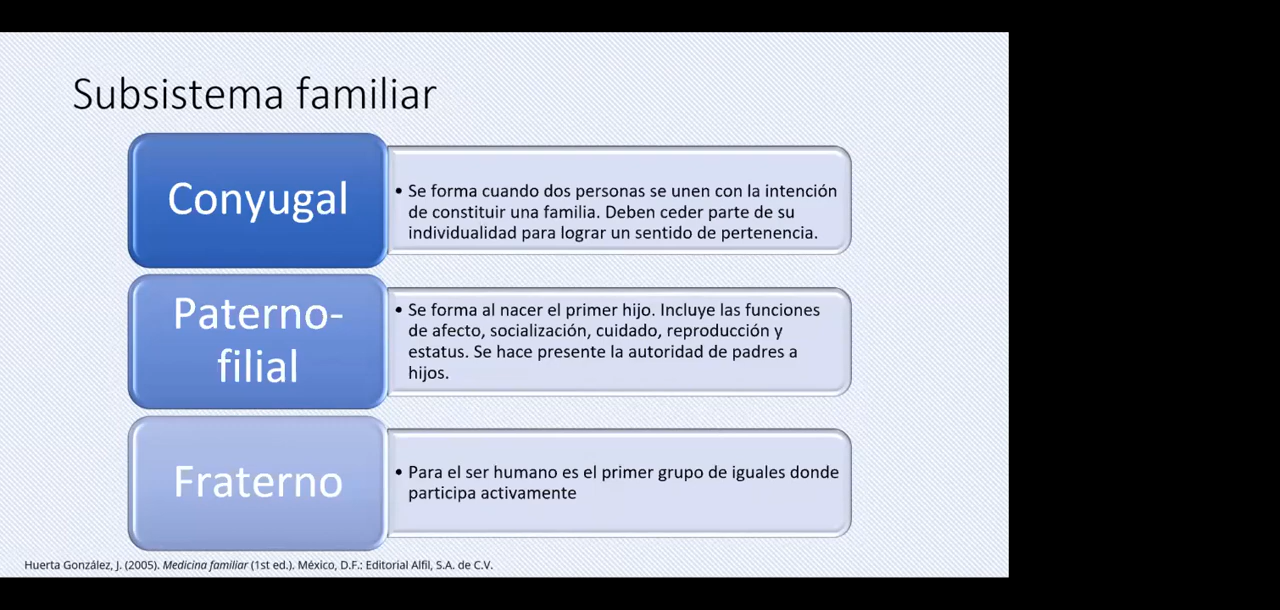 Subsistema familiar
Conyugal
• Se forma cuando dos personas se unen con la intención
de constituir una familia. Deben ceder parte de su
individualidad para lograr un sentido de pertenencia.
Paterno-
filial
• Se forma al nacer el primer hijo. Incluye las funciones
de afecto, socialización, cuidado, reproducción y
estatus. Se hace presente la autoridad de padres a
hijos.
Fraterno
• Para el ser humano es el primer grupo de iguales donde
participa activamente
Huerta González, J. (2005). Medicina familiar (1st ed.). México, D.F.: Editorial Alfil, S.A. de C.V.